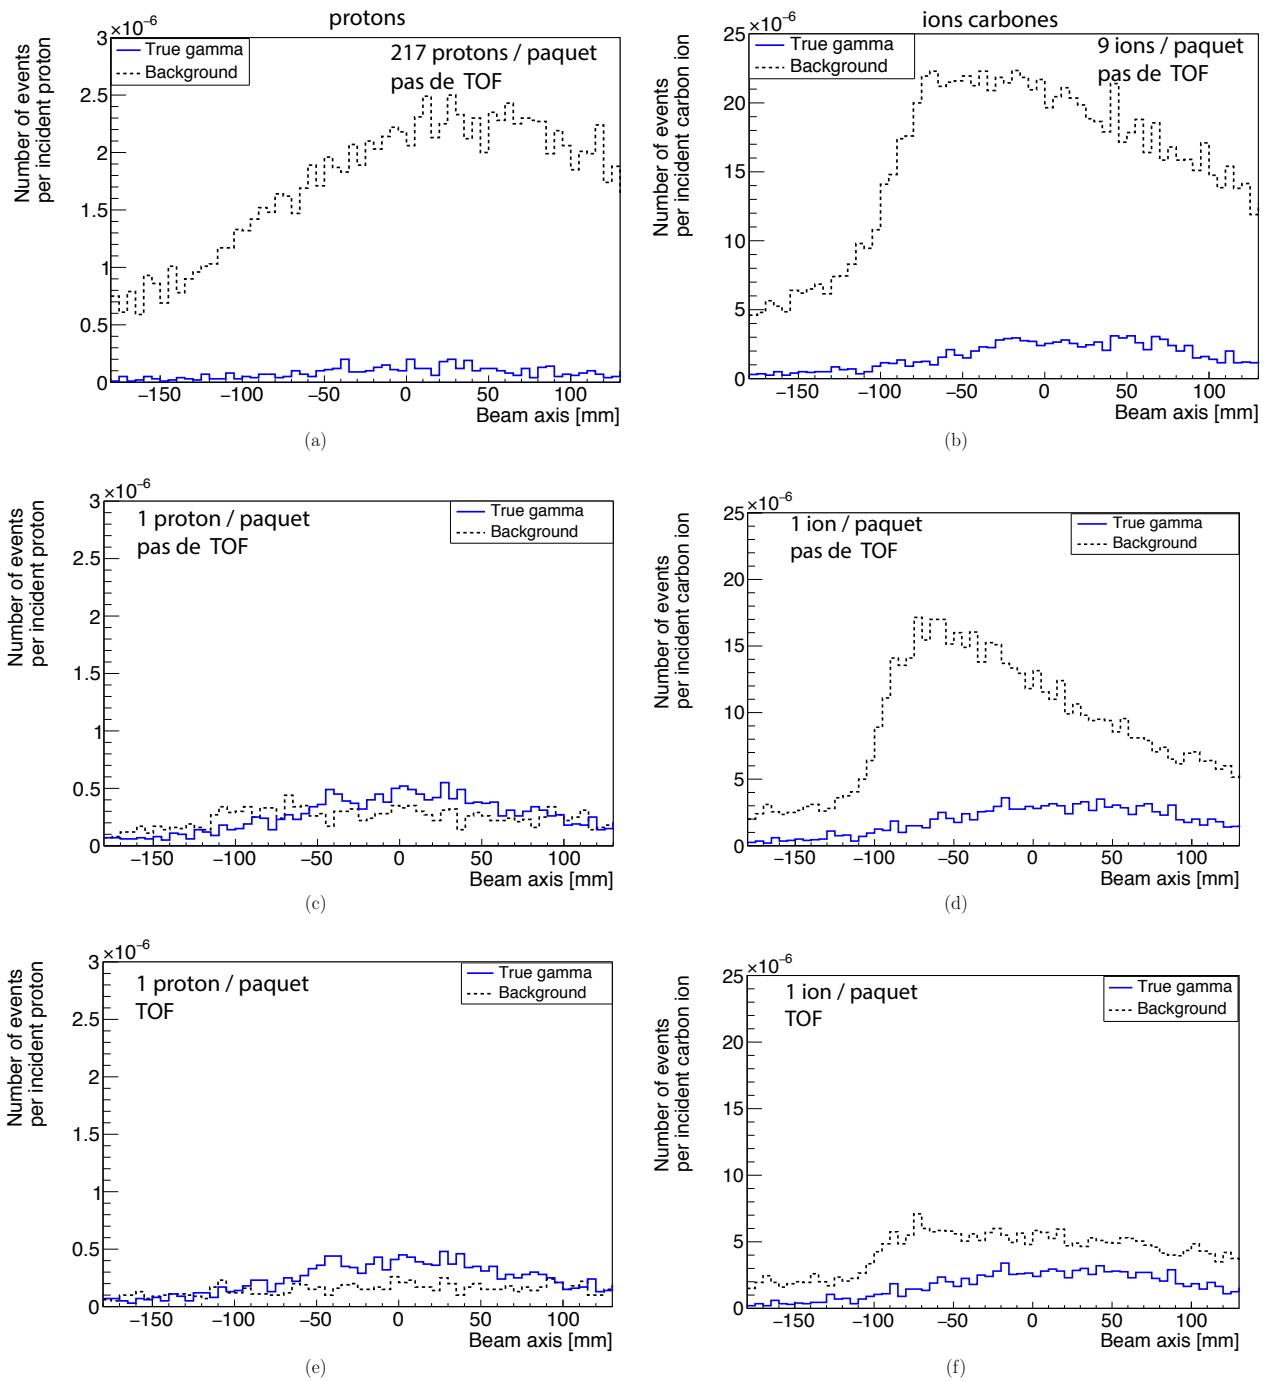 protons
×10⁻⁶
Number of events
per incident proton
True gamma
Background
217 protons / paquet
pas de TOF
3
2.5
2
1.5
1
0.5
0
−150 −100 −50 0 50 100
Beam axis [mm]
(a)
ions carbones
×10⁻⁶
Number of events
per incident carbon ion
True gamma
Background
9 ions / paquet
pas de TOF
25
20
15
10
5
0
−150 −100 −50 0 50 100
Beam axis [mm]
(b)
×10⁻⁶
Number of events
per incident proton
1 proton / paquet
pas de TOF
True gamma
Background
3
2.5
2
1.5
1
0.5
0
−150 −100 −50 0 50 100
Beam axis [mm]
(c)
×10⁻⁶
Number of events
per incident carbon ion
1 ion / paquet
pas de TOF
True gamma
Background
25
20
15
10
5
0
−150 −100 −50 0 50 100
Beam axis [mm]
(d)
×10⁻⁶
Number of events
per incident proton
1 proton / paquet
TOF
True gamma
Background
3
2.5
2
1.5
1
0.5
0
−150 −100 −50 0 50 100
Beam axis [mm]
(e)
×10⁻⁶
Number of events
per incident carbon ion
1 ion / paquet
TOF
True gamma
Background
25
20
15
10
5
0
−150 −100 −50 0 50 100
Beam axis [mm]
(f)